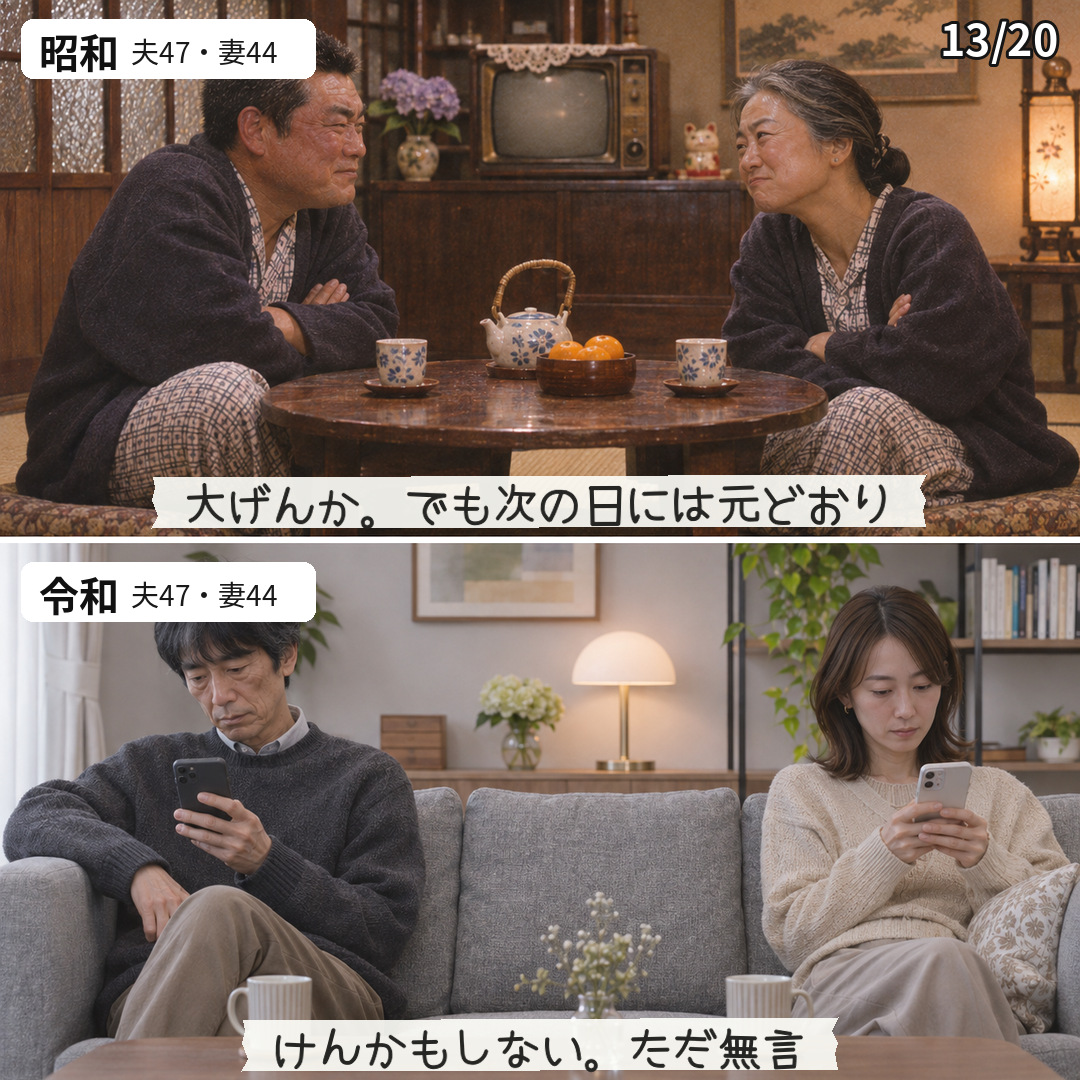 昭和 夫47・妻44
13/20
大げんか。でも次の日には元どおり
令和 夫47・妻44
けんかもしない。ただ無言